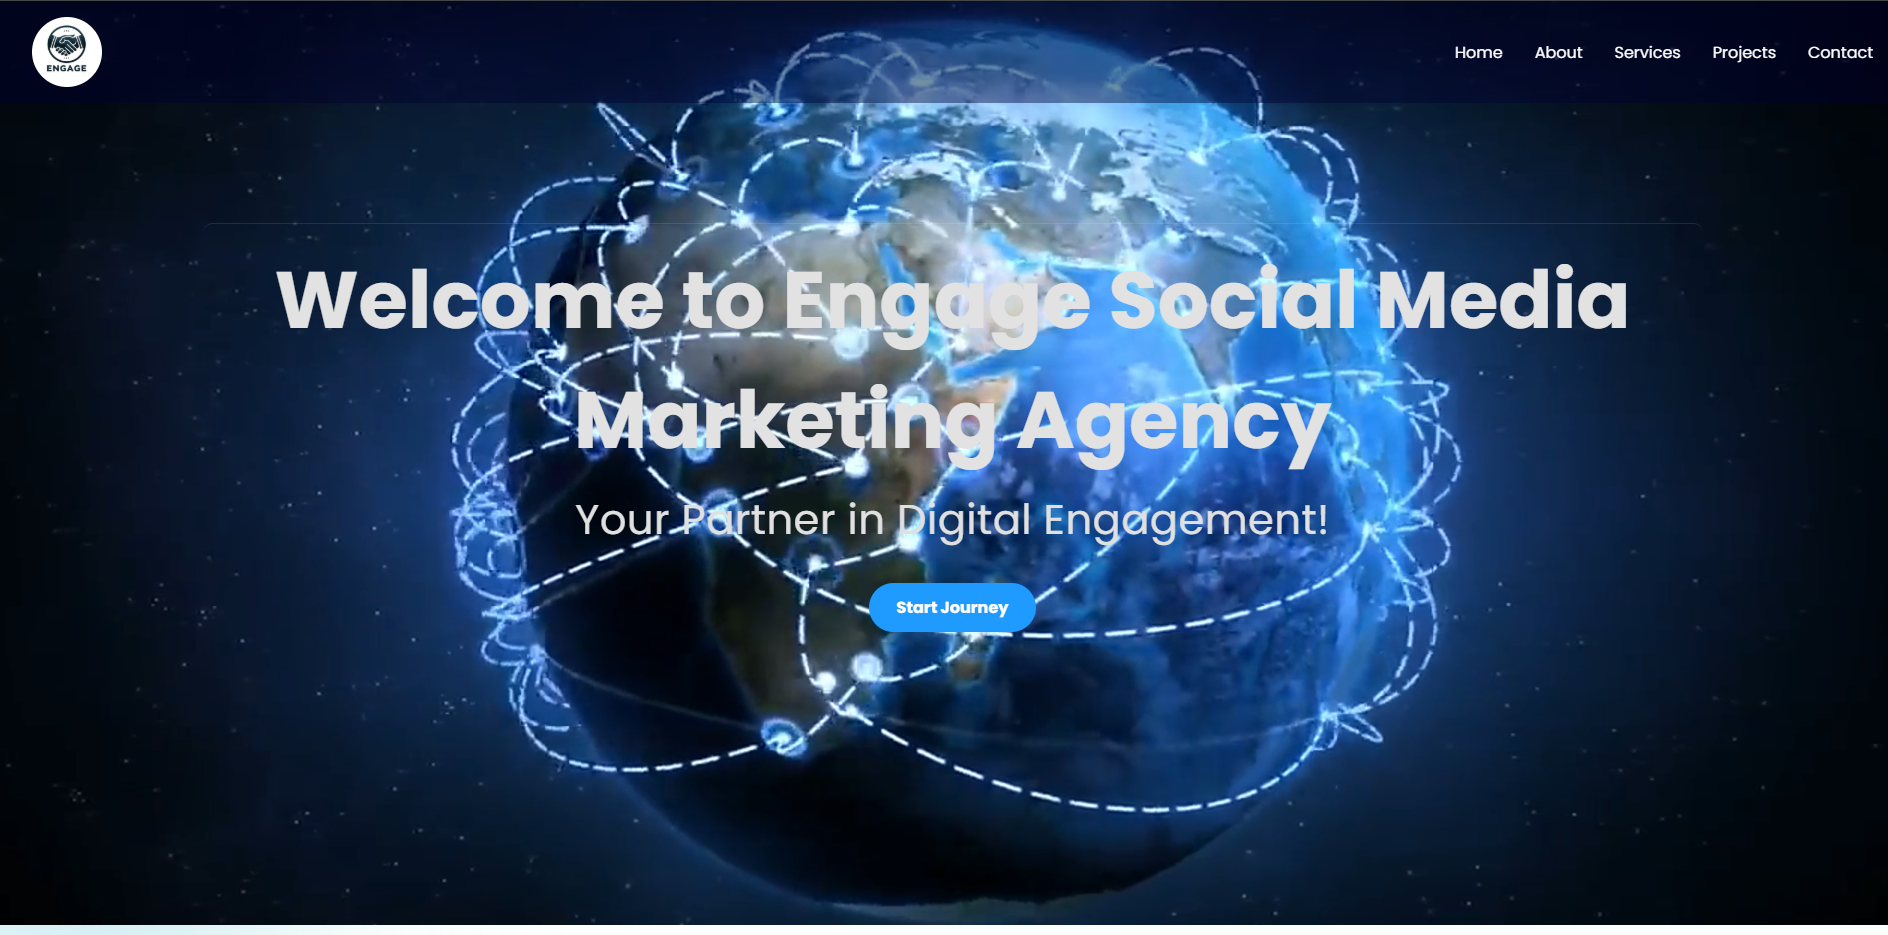 ENGAGE
Home
About
Services
Projects
Contact
Welcome to Engage Social Media
Marketing Agency
Your Partner in Digital Engagement!
Start Journey